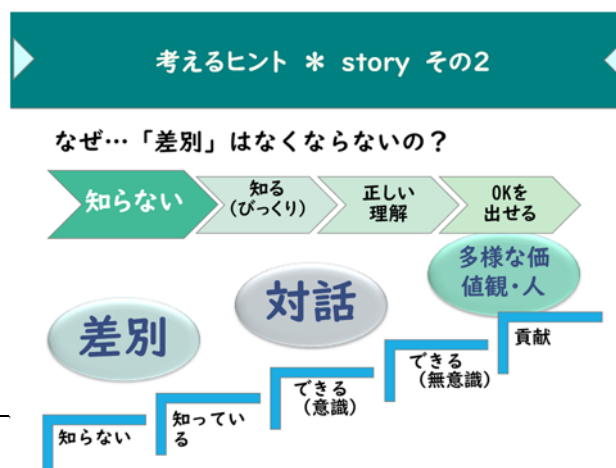 考えるヒント ＊ story その2
なぜ…「差別」はなくならないの？
知らない
知る
（びっくり）
正しい
理解
OKを
出せる
多様な価
値観・人
対話
差別
貢献
できる
（無意識）
できる
（意識）
知ってい
る
知らない